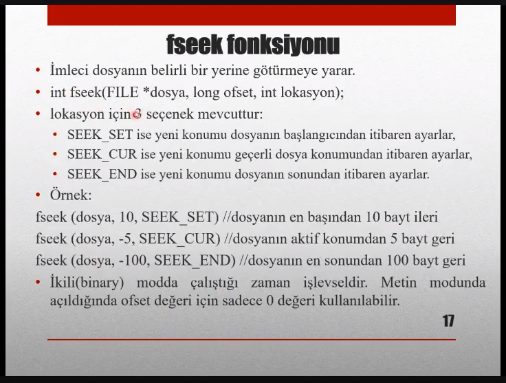 fseek fonksiyonu
• İmleci dosyanın belirli bir yerine götürmeye yarar.
• int fseek(FILE *dosya, long ofset, int lokasyon);
• lokasyon için 3 seçenek mevcuttur:
• SEEK_SET ise yeni konumu dosyanın başlangıcından itibaren ayarlar,
• SEEK_CUR ise yeni konumu geçerli dosya konumundan itibaren ayarlar,
• SEEK_END ise yeni konumu dosyanın sonundan itibaren ayarlar.
• Örnek:
fseek (dosya, 10, SEEK_SET) //dosyanın en başından 10 bayt ileri
fseek (dosya, -5, SEEK_CUR) //dosyanın aktif konumdan 5 bayt geri
fseek (dosya, -100, SEEK_END) //dosyanın en sonundan 100 bayt geri
• İkili(binary) modda çalıştığı zaman işlevseldir. Metin modunda
açıldığında ofset değeri için sadece 0 değeri kullanılabilir.
17